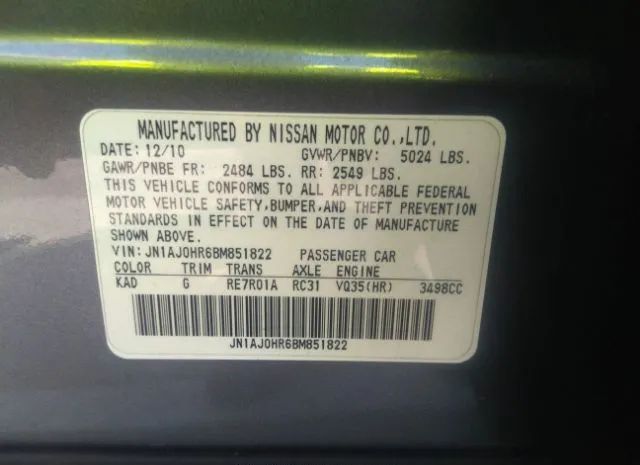 MANUFACTURED BY NISSAN MOTOR CO.,LTD.
DATE: 12/10 GVWR/PNBV: 5024 LBS.
GAWR/PNBE FR: 2484 LBS. RR: 2549 LBS.
THIS VEHICLE CONFORMS TO ALL APPLICABLE FEDERAL
MOTOR VEHICLE SAFETY,BUMPER,AND THEFT PREVENTION
STANDARDS IN EFFECT ON THE DATE OF MANUFACTURE
SHOWN ABOVE.
VIN: JN1AJ0HR6BM851822 PASSENGER CAR
COLOR TRIM TRANS AXLE ENGINE
KAD G RE7R01A RC31 VQ35(HR) 3498CC
JN1AJ0HR6BM851822